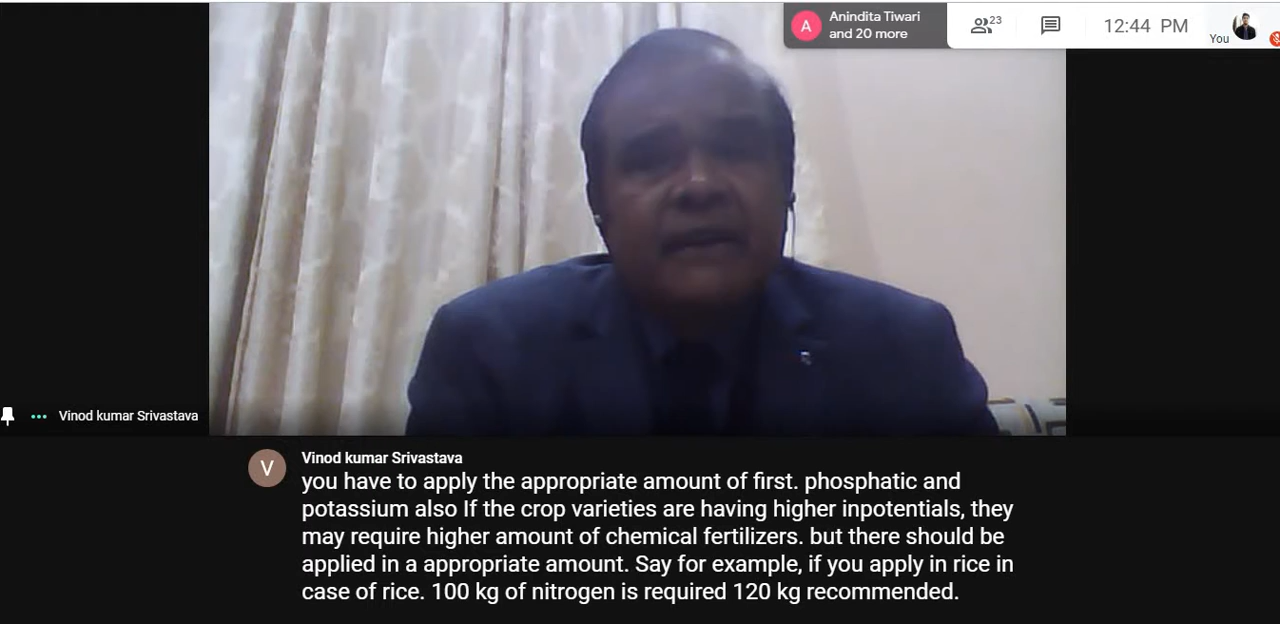 A
Anindita Tiwari
and 20 more
23
12:44 PM
You
Vinod kumar Srivastava
V
Vinod kumar Srivastava
you have to apply the appropriate amount of first. phosphatic and
potassium also If the crop varieties are having higher inpotentials, they
may require higher amount of chemical fertilizers. but there should be
applied in a appropriate amount. Say for example, if you apply in rice in
case of rice. 100 kg of nitrogen is required 120 kg recommended.